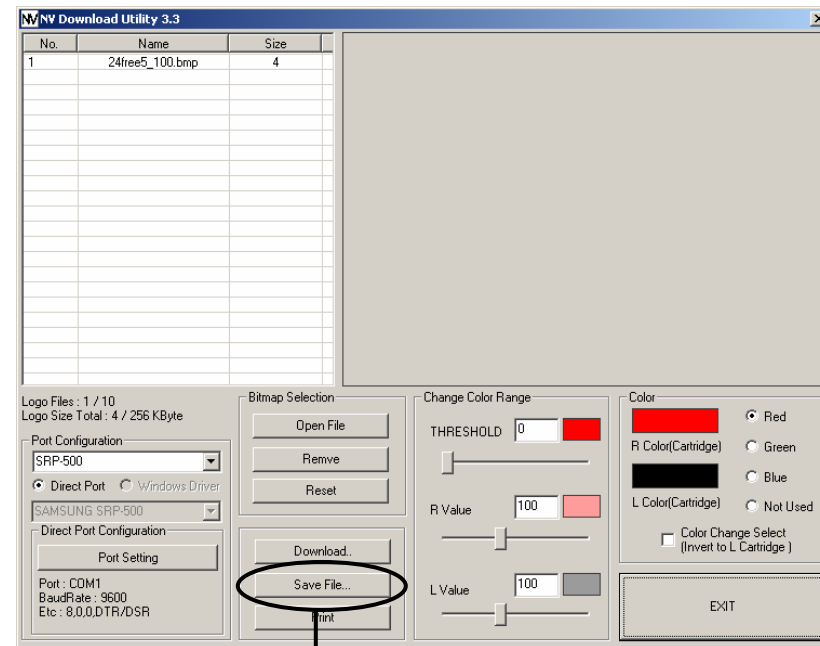 NV NV Download Utility 3.3
No. Name Size
1 24free5_100.bmp 4
Logo Files : 1 / 10
Logo Size Total : 4 / 256 KByte
Port Configuration
SRP-500
Direct Port Windows Driver
SAMSUNG SRP-500
Direct Port Configuration
Port Setting
Port : COM1
BaudRate : 9600
Etc : 8,0,0,DTR/DSR
Bitmap Selection
Open File
Remve
Reset
Download..
Save File...
Print
Change Color Range
THRESHOLD 0
R Value 100
L Value 100
Color
Red
R Color(Cartridge) Green
Blue
L Color(Cartridge) Not Used
Color Change Select
(Invert to L Cartridge )
EXIT